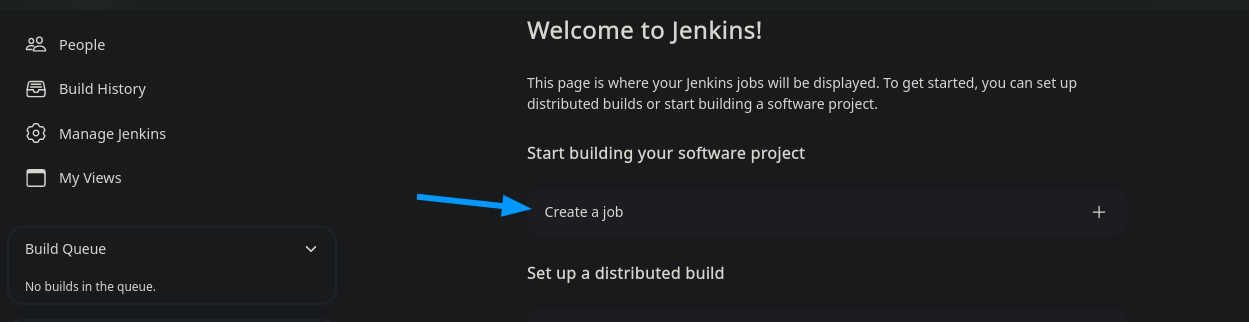 People
Build History
Manage Jenkins
My Views
Build Queue
No builds in the queue.
Welcome to Jenkins!
This page is where your Jenkins jobs will be displayed. To get started, you can set up
distributed builds or start building a software project.
Start building your software project
Create a job
Set up a distributed build